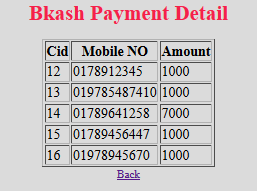 Bkash Payment Detail
Cid Mobile NO Amount
12 0178912345 1000
13 019785487410 1000
14 01789641258 7000
15 01789456447 1000
16 01978945670 1000
Back